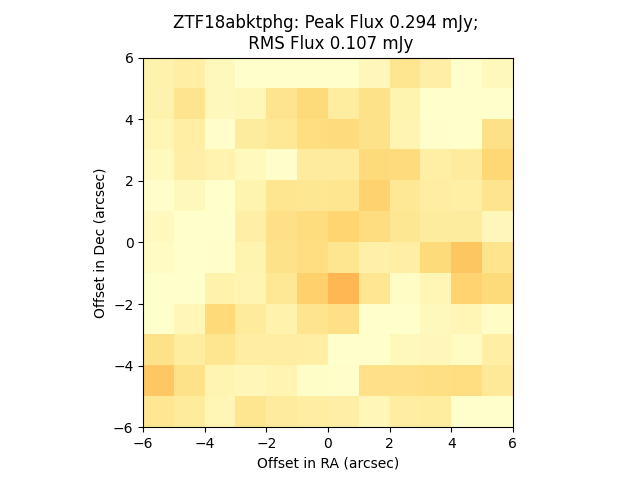 ZTF18abktphg: Peak Flux 0.294 mJy;
RMS Flux 0.107 mJy
6
4
2
0
−2
−4
−6
Offset in Dec (arcsec)
−6 −4 −2 0 2 4 6
Offset in RA (arcsec)